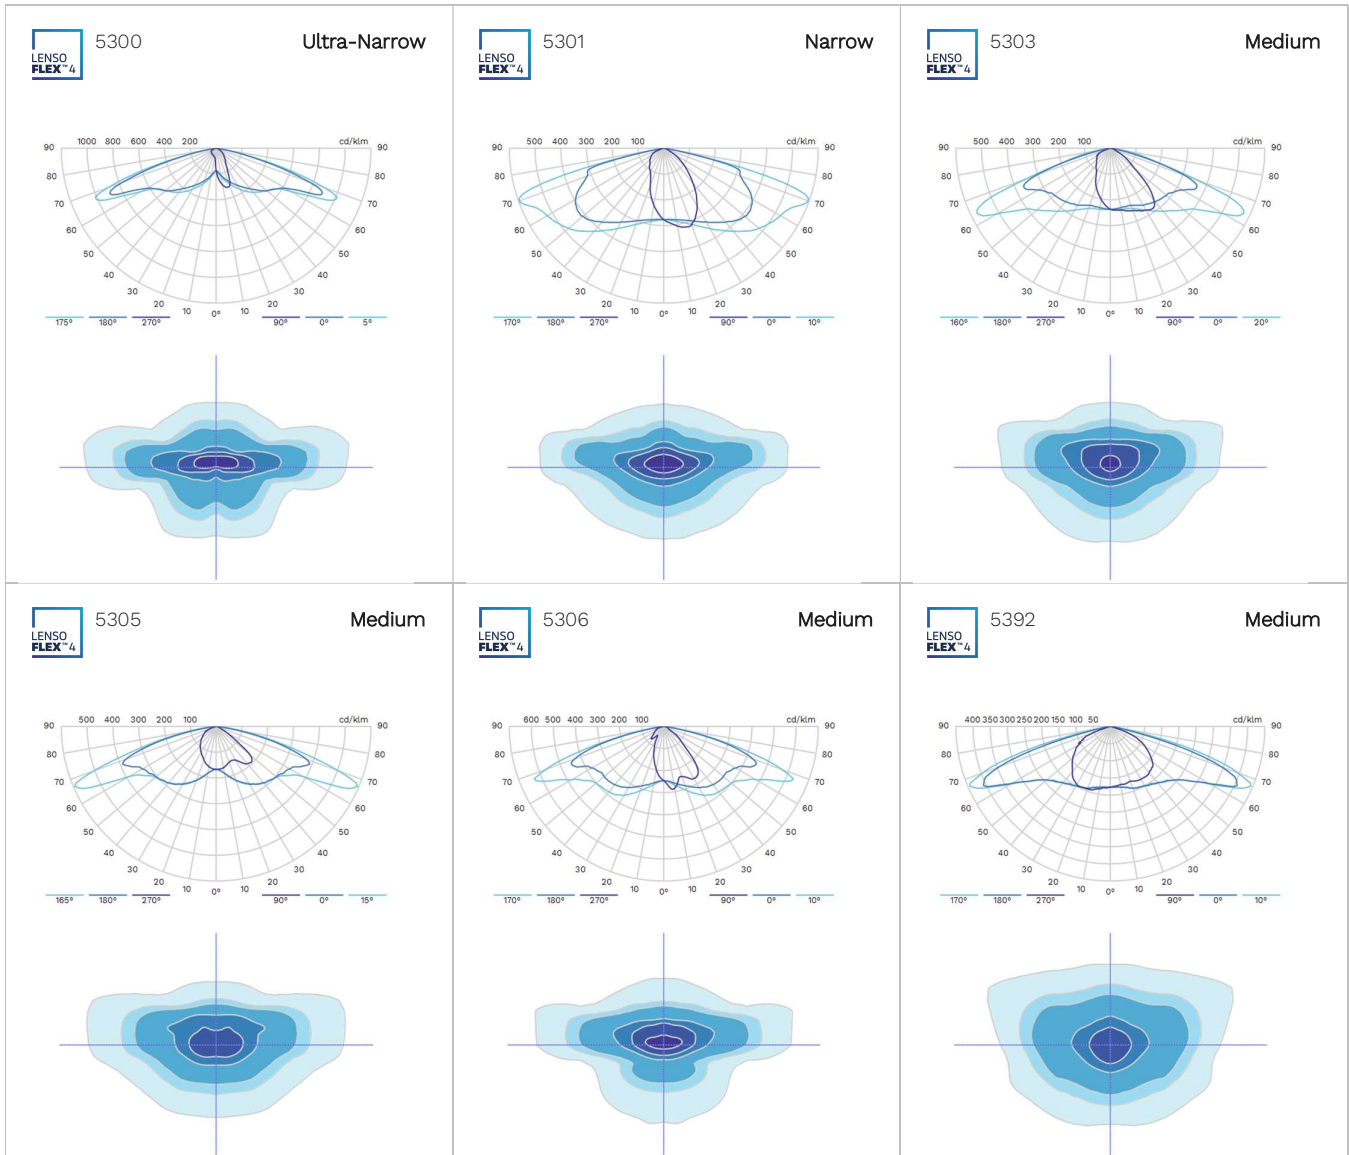 5300 Ultra-Narrow
LENSO
FLEX™4
1000 800 600 400 200 cd/klm
90 90
80 80
70 70
60 60
50 50
40 40
30 30
20 20
10 0° 10
175° 180° 270° 90° 0° 5°
5301 Narrow
LENSO
FLEX™4
500 400 300 200 100 cd/klm
90 90
80 80
70 70
60 60
50 50
40 40
30 30
20 20
10 0° 10
170° 180° 270° 90° 0° 10°
5303 Medium
LENSO
FLEX™4
500 400 300 200 100 cd/klm
90 90
80 80
70 70
60 60
50 50
40 40
30 30
20 20
10 0° 10
160° 180° 270° 90° 0° 20°
5305 Medium
LENSO
FLEX™4
500 400 300 200 100 cd/klm
90 90
80 80
70 70
60 60
50 50
40 40
30 30
20 20
10 0° 10
165° 180° 270° 90° 0° 15°
5306 Medium
LENSO
FLEX™4
600 500 400 300 200 100 cd/klm
90 90
80 80
70 70
60 60
50 50
40 40
30 30
20 20
10 0° 10
170° 180° 270° 90° 0° 10°
5392 Medium
LENSO
FLEX™4
400 350 300 250 200 150 100 50 cd/klm
90 90
80 80
70 70
60 60
50 50
40 40
30 30
20 20
10 0° 10
170° 180° 270° 90° 0° 10°